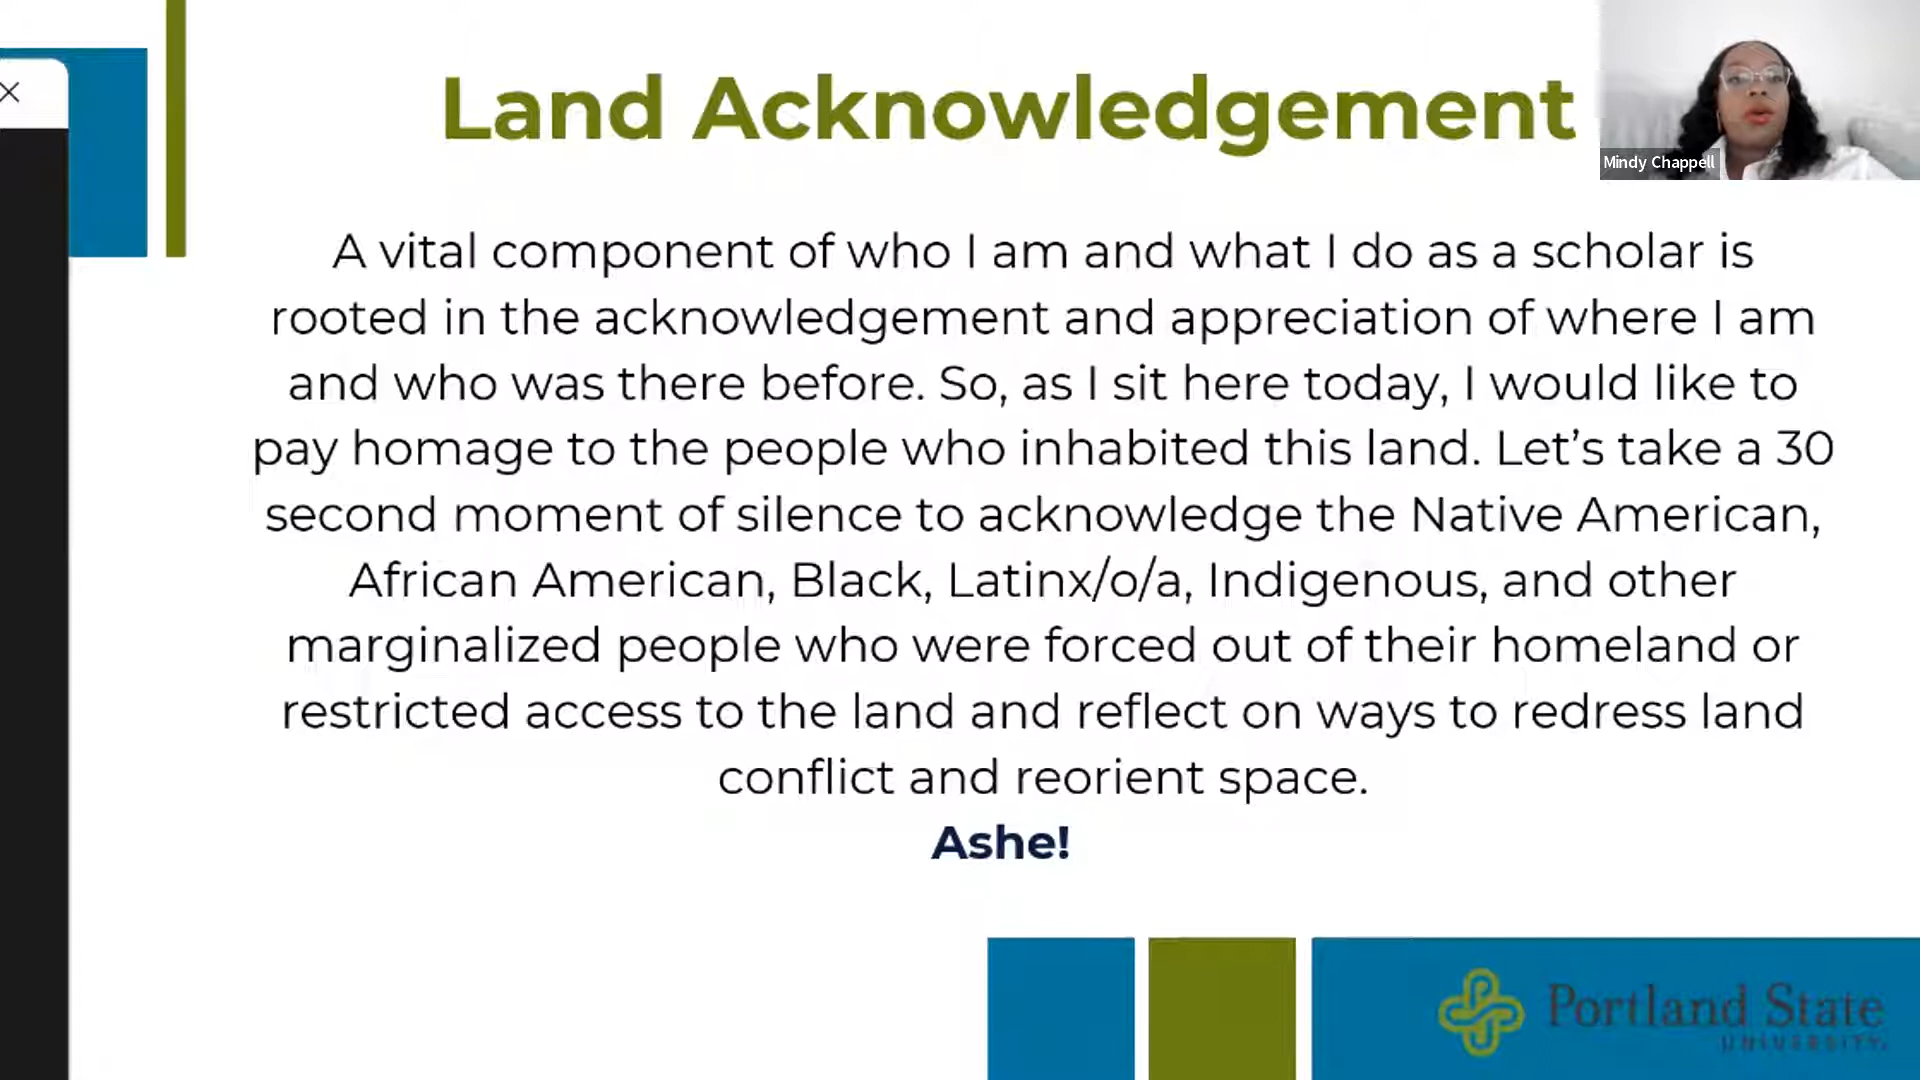 Land Acknowledgement
Mindy Chappell
A vital component of who I am and what I do as a scholar is
rooted in the acknowledgement and appreciation of where I am
and who was there before. So, as I sit here today, I would like to
pay homage to the people who inhabited this land. Let’s take a 30
second moment of silence to acknowledge the Native American,
African American, Black, Latinx/o/a, Indigenous, and other
marginalized people who were forced out of their homeland or
restricted access to the land and reflect on ways to redress land
conflict and reorient space.
Ashe!
Portland State
UNIVERSITY